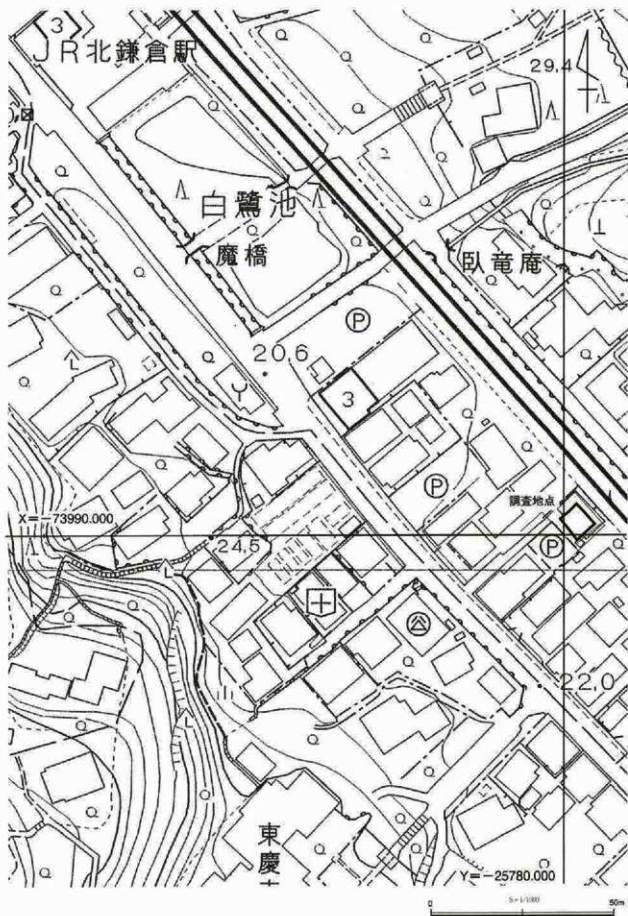 3
JR北鎌倉駅
29.4
白鷺池
魔橋
臥竜庵
P
20.6
3
P
調査地点
X=-73990.000
24.5
P
公
22.0
東慶
Y=-25780.000
S=1/1000
0
50m